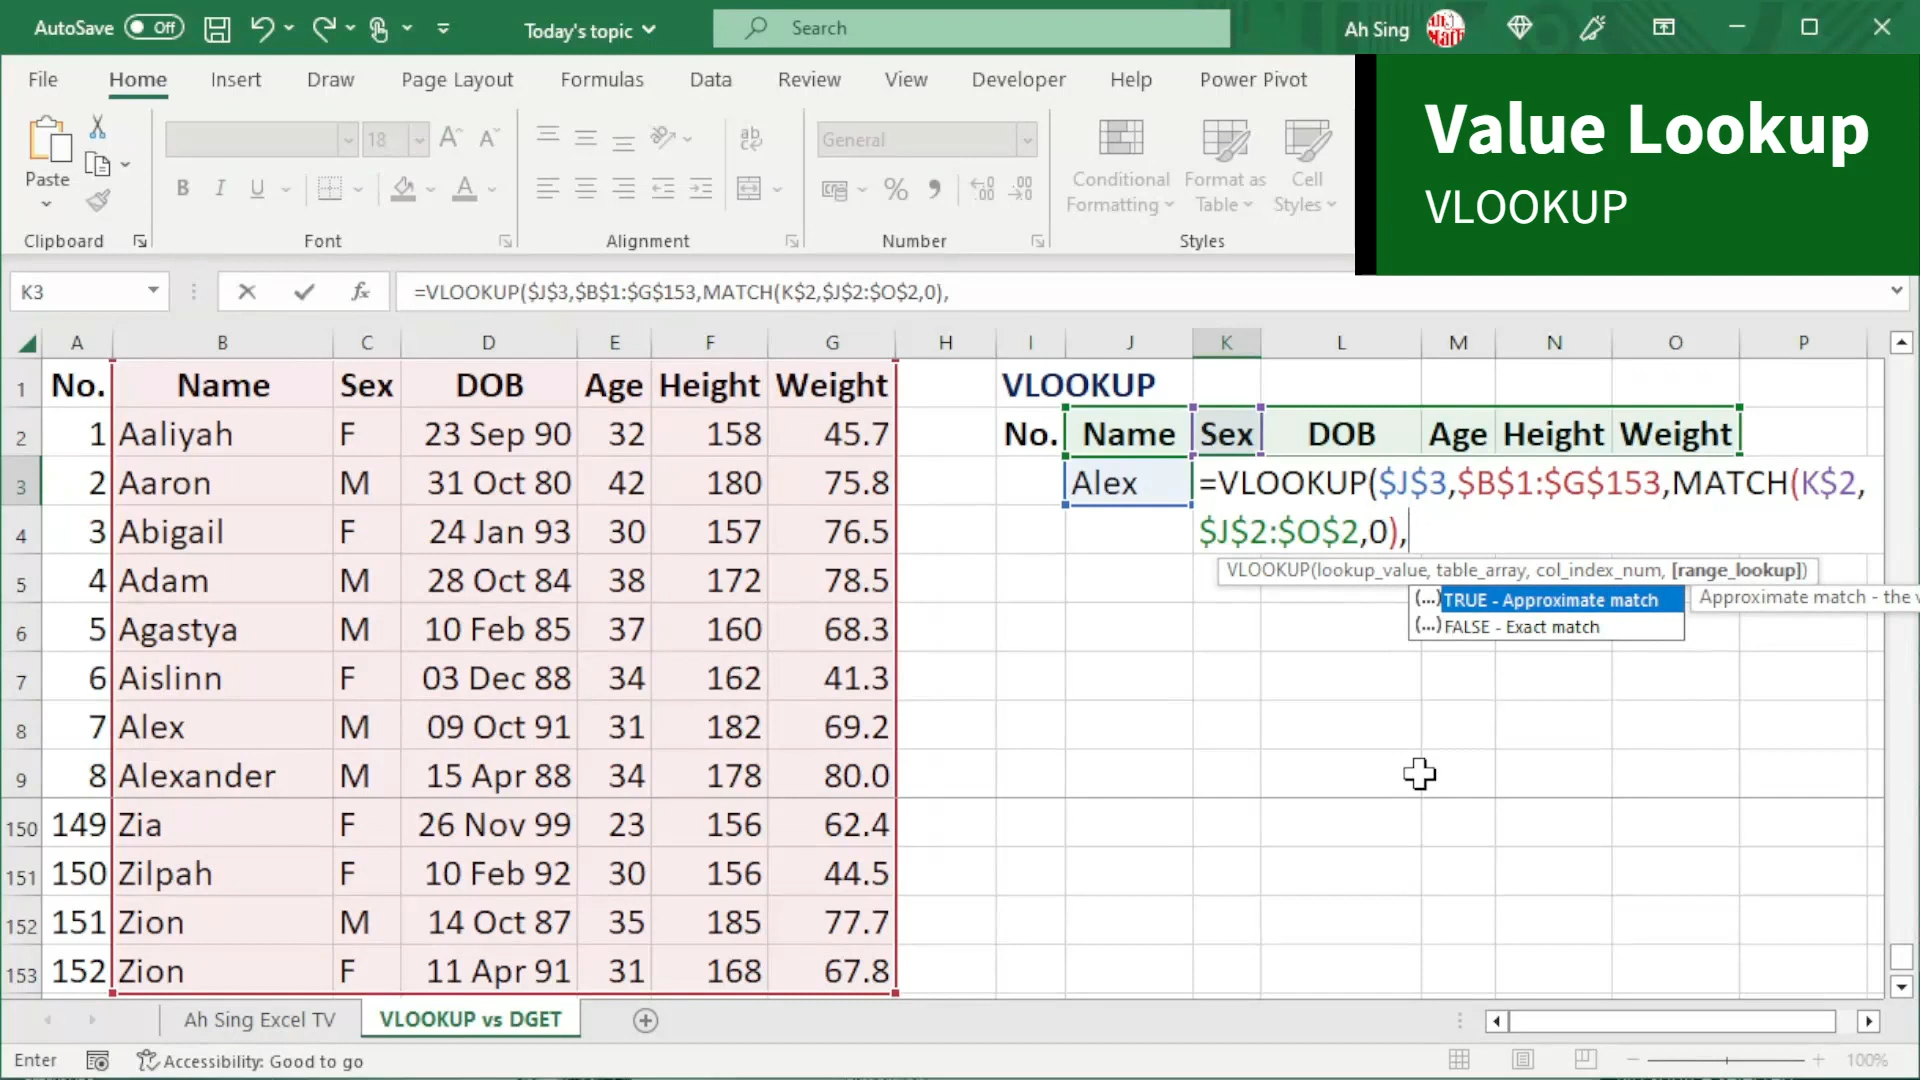 AutoSave Off Today's topic Search Ah Sing
File Home Insert Draw Page Layout Formulas Data Review View Developer Help Power Pivot
Value Lookup
VLOOKUP
Paste
18
General
Conditional Formatting
Format as Table
Cell Styles
Clipboard Font Alignment Number Styles
K3 =VLOOKUP($J$3,$B$1:$G$153,MATCH(K$2,$J$2:$O$2,0),
A B C D E F G H I J K L M N O P
1 No. Name Sex DOB Age Height Weight VLOOKUP
2 1 Aaliyah F 23 Sep 90 32 158 45.7 No. Name Sex DOB Age Height Weight
3 2 Aaron M 31 Oct 80 42 180 75.8 Alex =VLOOKUP($J$3,$B$1:$G$153,MATCH(K$2,
4 3 Abigail F 24 Jan 93 30 157 76.5 $J$2:$O$2,0),
VLOOKUP(lookup_value, table_array, col_index_num, [range_lookup])
5 4 Adam M 28 Oct 84 38 172 78.5
(...) TRUE - Approximate match Approximate match - the v
(...) FALSE - Exact match
6 5 Agastya M 10 Feb 85 37 160 68.3
7 6 Aislinn F 03 Dec 88 34 162 41.3
8 7 Alex M 09 Oct 91 31 182 69.2
9 8 Alexander M 15 Apr 88 34 178 80.0
150 149 Zia F 26 Nov 99 23 156 62.4
151 150 Zilpah F 10 Feb 92 30 156 44.5
152 151 Zion M 14 Oct 87 35 185 77.7
153 152 Zion F 11 Apr 91 31 168 67.8
Ah Sing Excel TV VLOOKUP vs DGET
Enter Accessibility: Good to go 100%